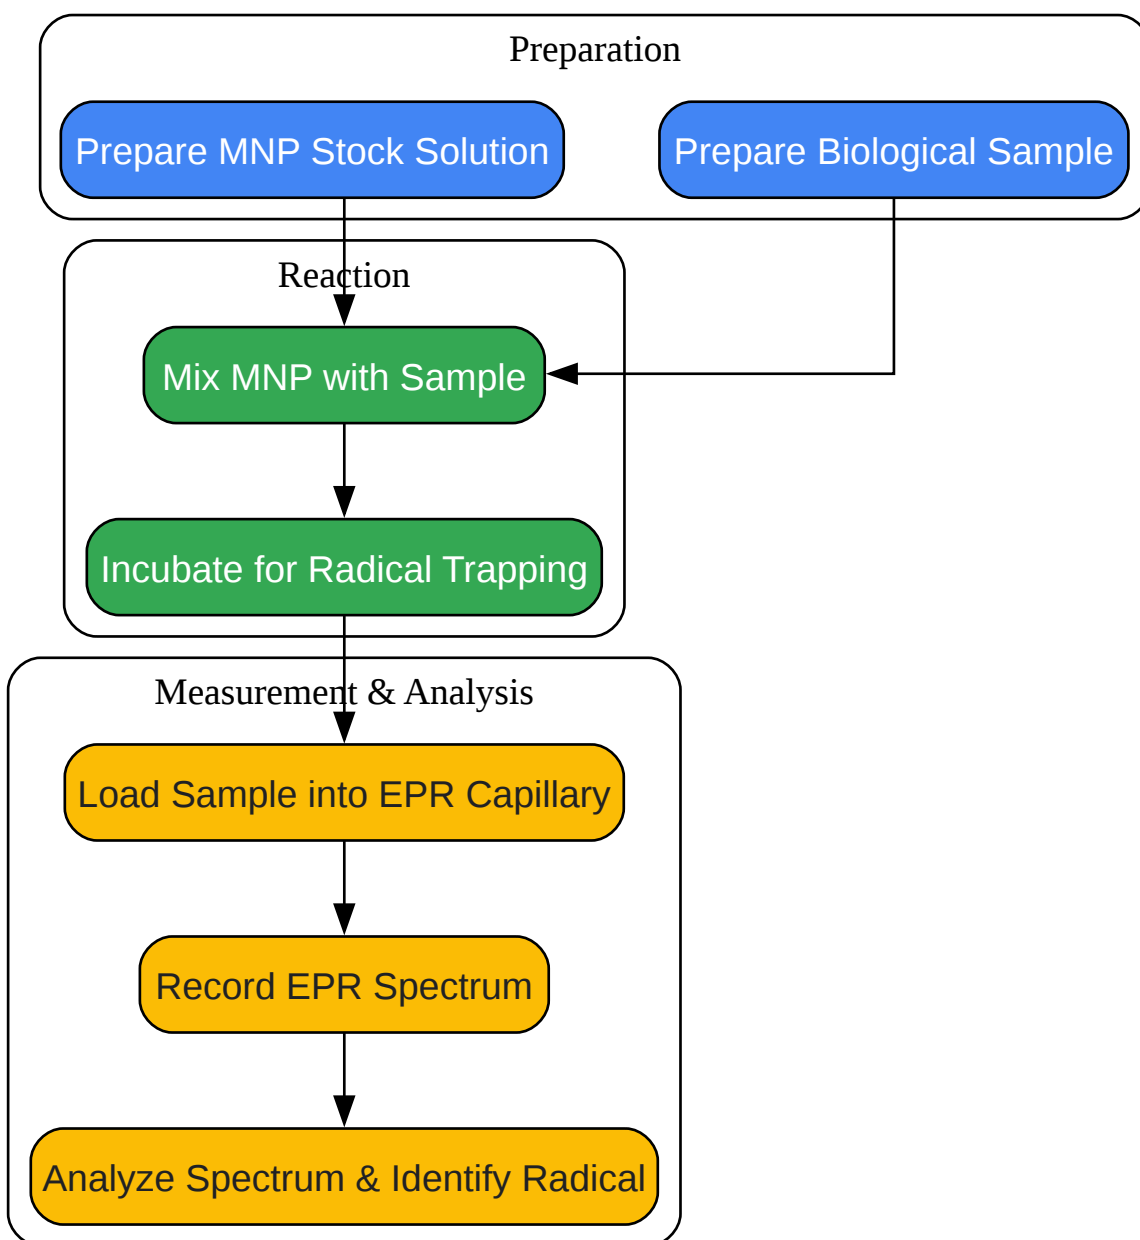 Preparation
Prepare MNP Stock Solution
Prepare Biological Sample
Reaction
Mix MNP with Sample
Incubate for Radical Trapping
Measurement & Analysis
Load Sample into EPR Capillary
Record EPR Spectrum
Analyze Spectrum & Identify Radical